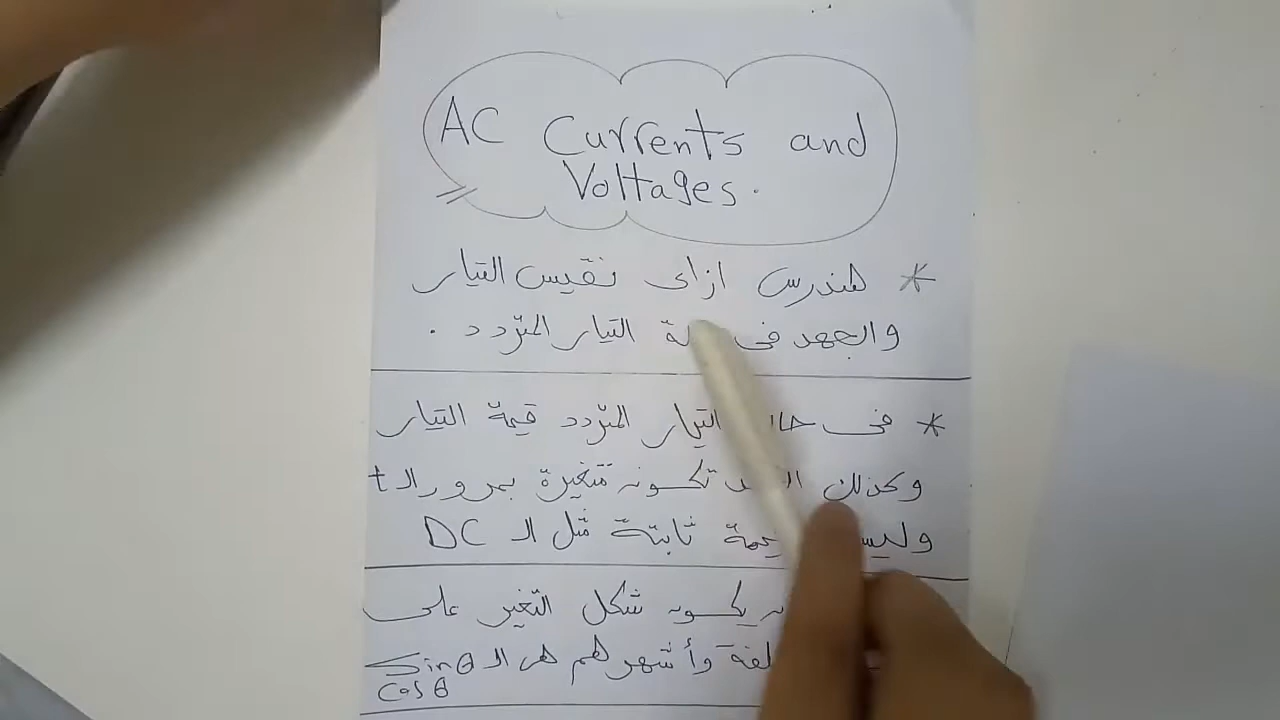 AC Currents and
Voltages.
* هندرس ازاى نقيس التيار
والجهد فى لة التيار المتردد .
* فى التيار المتردد قيمة التيار
وكذلك تكون متغيرة بمرور الـ t
ثابتة مثل الـ DC
يكون شكل التغير على
وأشهرهم هى الـ sinθ
cosθ